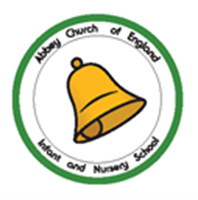 Abbey Church of England
Infant and Nursery School